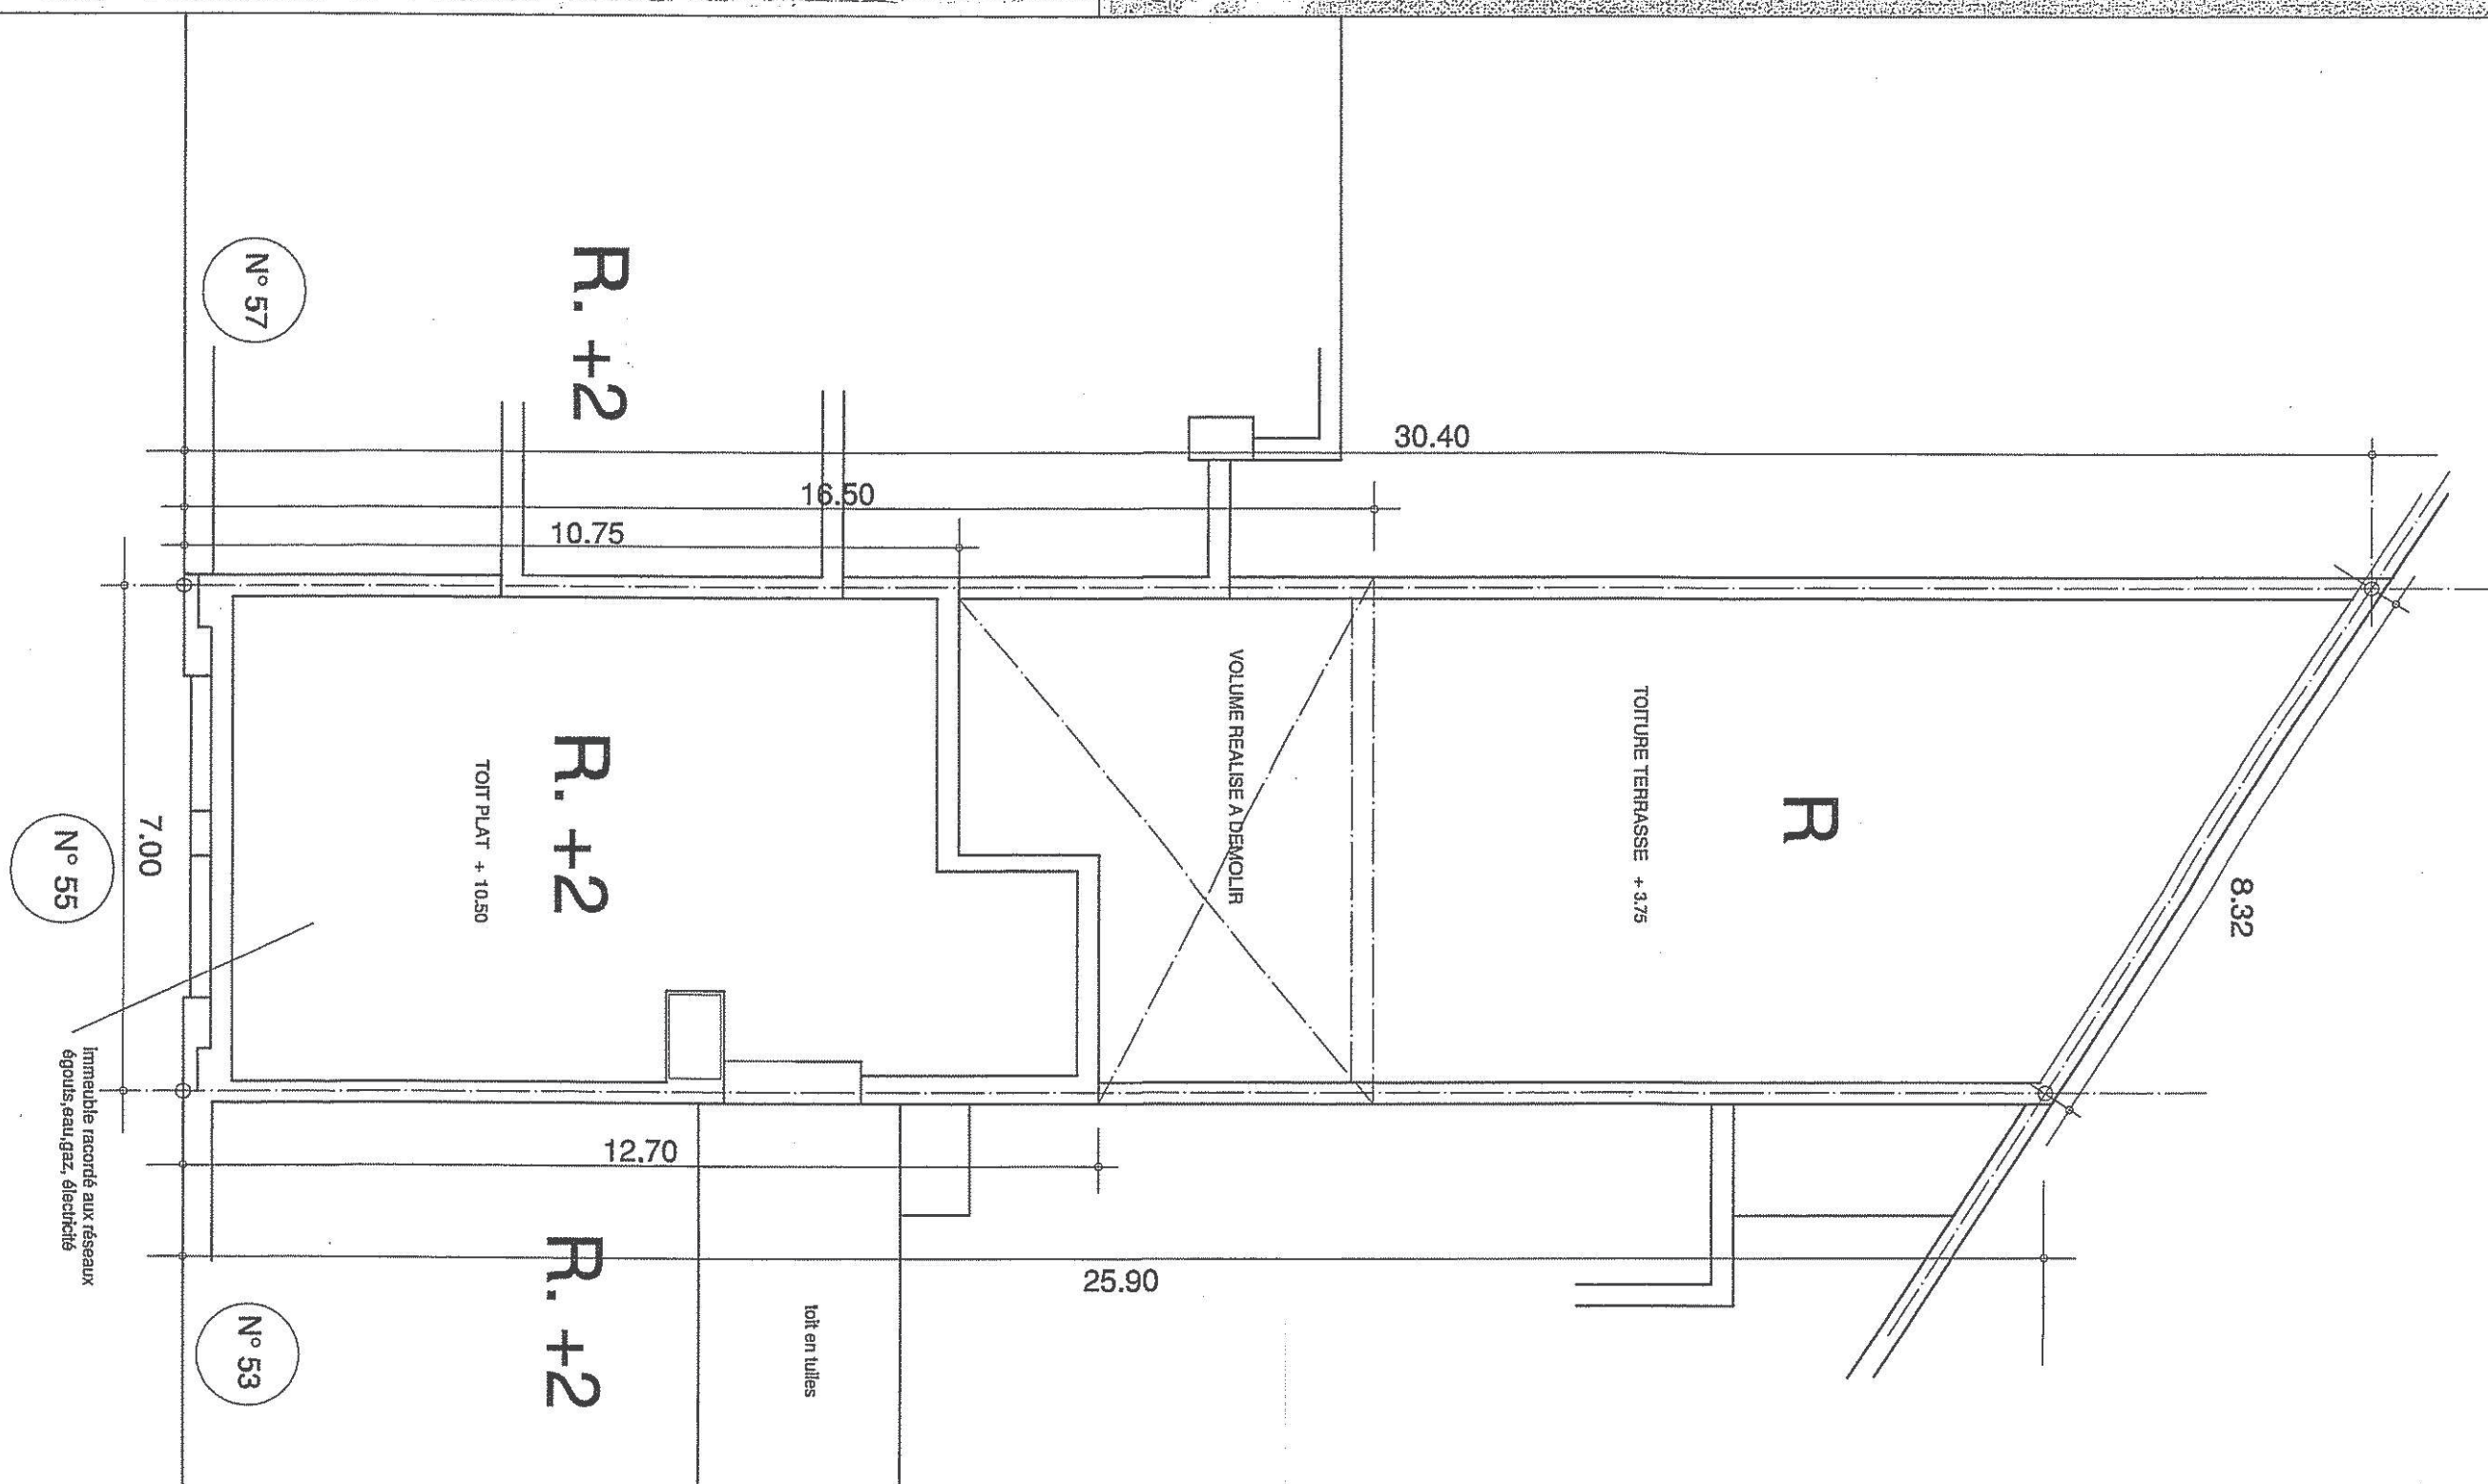 N° 57
R. +2
30.40
16.50
10.75
VOLUME REALISE A DEMOLIR
TOITURE TERRASSE + 3.75
R
8.32
R. +2
TOIT PLAT + 10.50
7.00
N° 55
immeuble racordé aux réseaux
égouts,eau,gaz, électricité
12.70
25.90
R. +2
toit en tuiles
N° 53